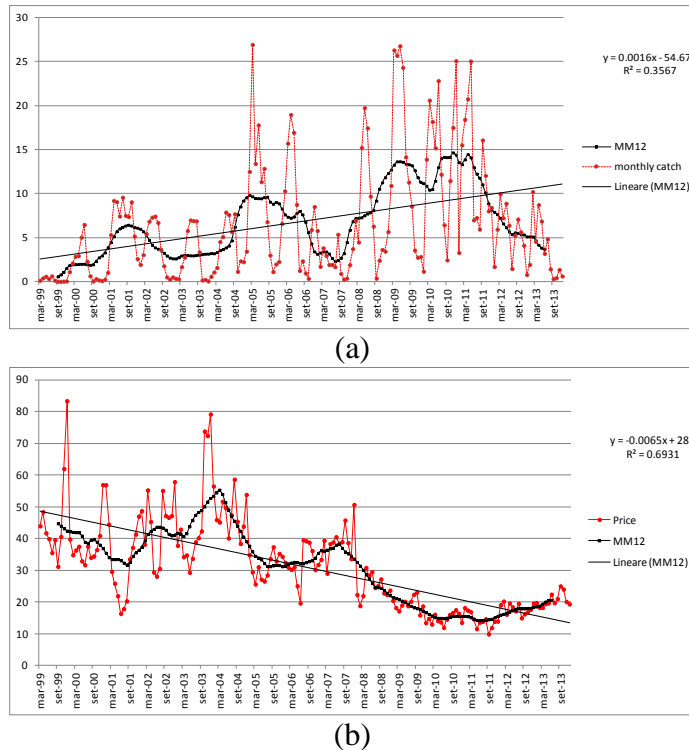 30
25
20
15
10
5
0
mar-99 set-99 mar-00 set-00 mar-01 set-01 mar-02 set-02 mar-03 set-03 mar-04 set-04 mar-05 set-05 mar-06 set-06 mar-07 set-07 mar-08 set-08 mar-09 set-09 mar-10 set-10 mar-11 set-11 mar-12 set-12 mar-13 set-13
y = 0.0016x - 54.67
R² = 0.3567
MM12
monthly catch
Lineare (MM12)
(a)
90
80
70
60
50
40
30
20
10
0
mar-99 set-99 mar-00 set-00 mar-01 set-01 mar-02 set-02 mar-03 set-03 mar-04 set-04 mar-05 set-05 mar-06 set-06 mar-07 set-07 mar-08 set-08 mar-09 set-09 mar-10 set-10 mar-11 set-11 mar-12 set-12 mar-13 set-13
y = -0.0065x + 28
R² = 0.6931
Price
MM12
Lineare (MM12)
(b)